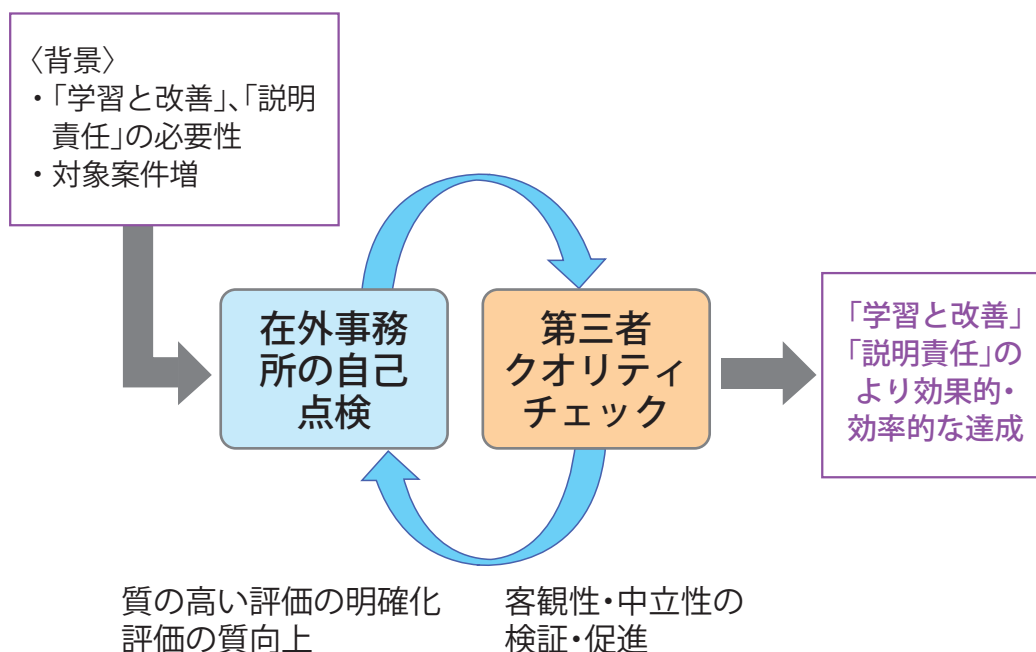 〈背景〉
・「学習と改善」、「説明
責任」の必要性
・対象案件増
在外事務
所の自己
点検
第三者
クオリティ
チェック
「学習と改善」
「説明責任」の
より効果的・
効率的な達成
質の高い評価の明確化
評価の質向上
客観性・中立性の
検証・促進